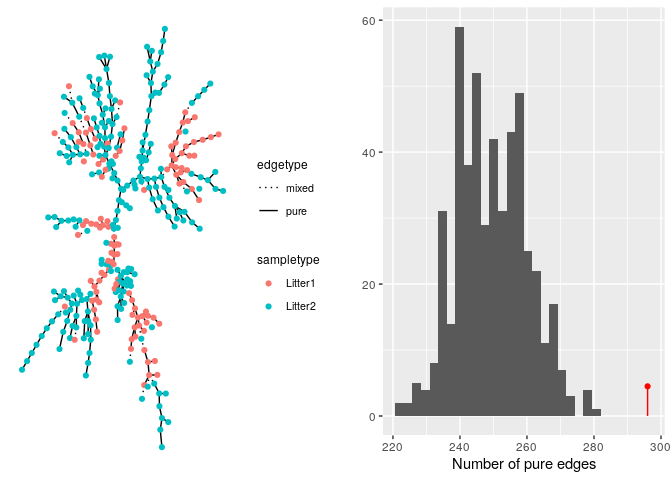 edgetype
mixed
pure
sampletype
Litter1
Litter2
60
40
20
0
220
240
260
280
300
Number of pure edges